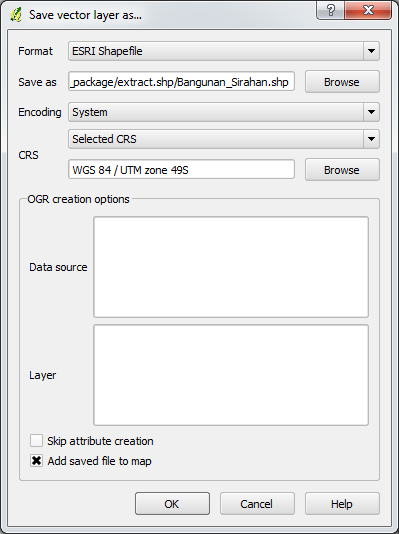 Save vector layer as...
Format ESRI Shapefile
Save as _package/extract.shp/Bangunan_Sirahan.shp Browse
Encoding System
Selected CRS
CRS
WGS 84 / UTM zone 49S Browse
OGR creation options
Data source
Layer
Skip attribute creation
Add saved file to map
OK Cancel Help